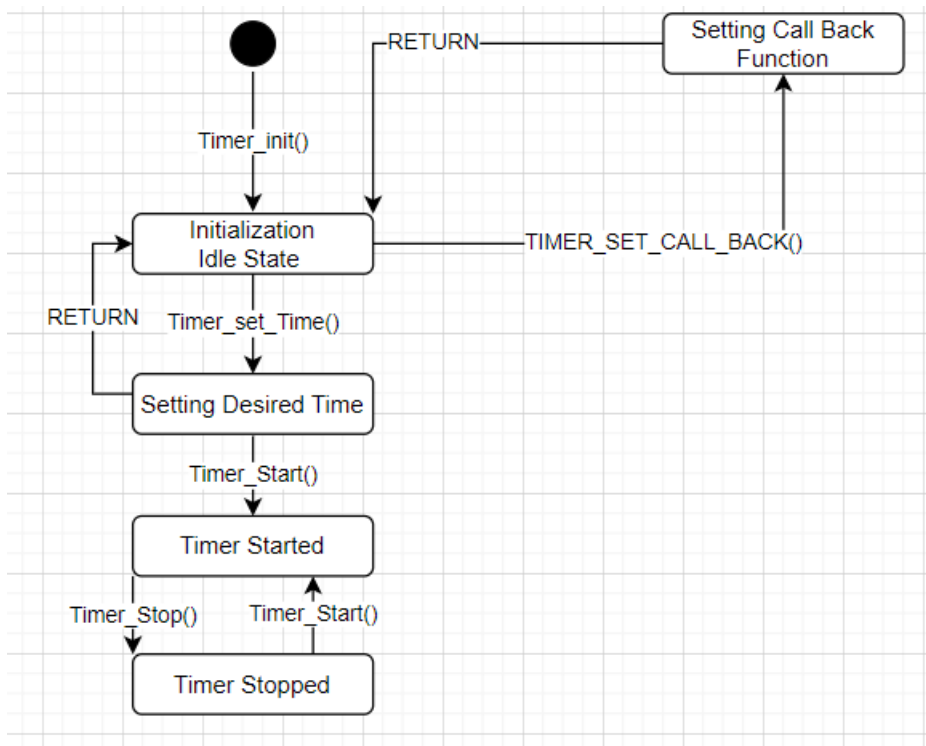 Setting Call Back
Function
RETURN
Timer_init()
Initialization
Idle State
TIMER_SET_CALL_BACK()
RETURN
Timer_set_Time()
Setting Desired Time
Timer_Start()
Timer Started
Timer_Stop()
Timer_Start()
Timer Stopped